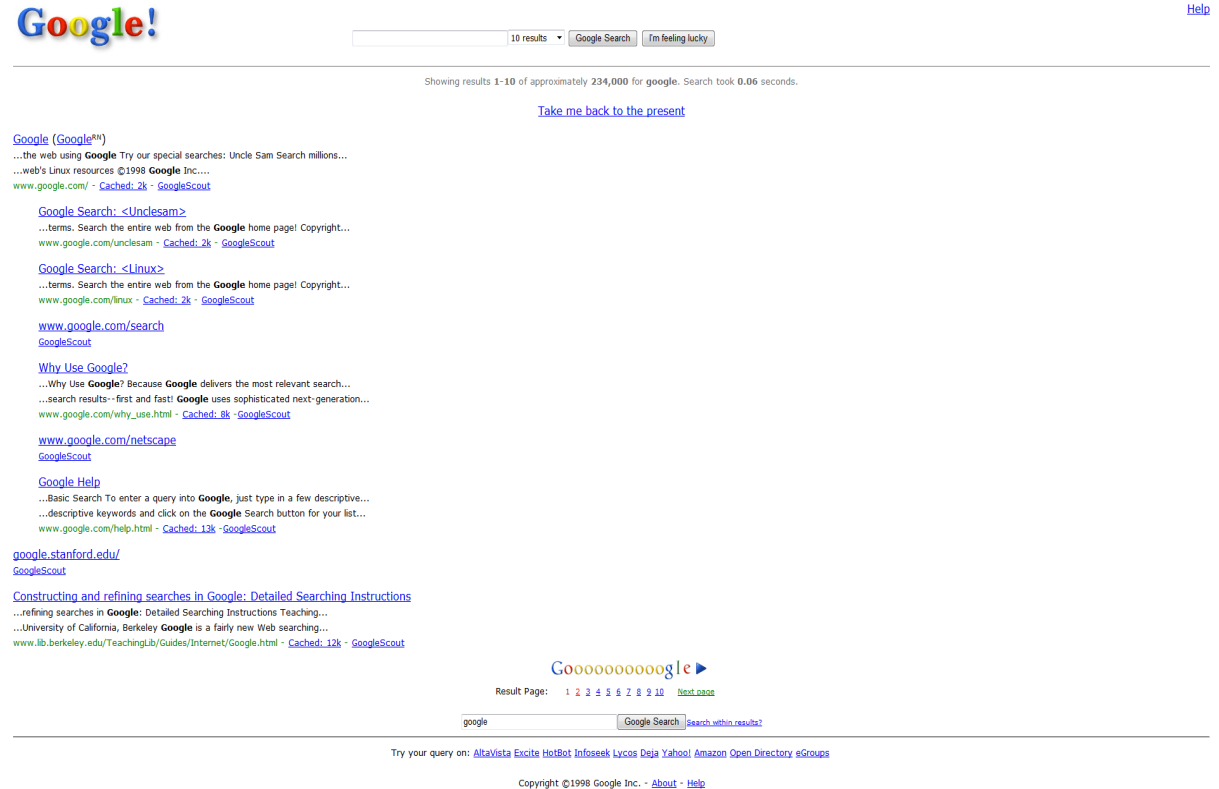 Google!
Help
10 results Google Search I'm feeling lucky
Showing results 1-10 of approximately 234,000 for google. Search took 0.06 seconds.
Take me back to the present
Google (GoogleRN)
...the web using Google Try our special searches: Uncle Sam Search millions...
...web's Linux resources ©1998 Google Inc....
www.google.com/ - Cached: 2k - GoogleScout
Google Search: <Unclesam>
...terms. Search the entire web from the Google home page! Copyright...
www.google.com/unclesam - Cached: 2k - GoogleScout
Google Search: <Linux>
...terms. Search the entire web from the Google home page! Copyright...
www.google.com/linux - Cached: 2k - GoogleScout
www.google.com/search
GoogleScout
Why Use Google?
...Why Use Google? Because Google delivers the most relevant search...
...search results--first and fast! Google uses sophisticated next-generation...
www.google.com/why_use.html - Cached: 8k -GoogleScout
www.google.com/netscape
GoogleScout
Google Help
...Basic Search To enter a query into Google, just type in a few descriptive...
...descriptive keywords and click on the Google Search button for your list...
www.google.com/help.html - Cached: 13k -GoogleScout
google.stanford.edu/
GoogleScout
Constructing and refining searches in Google: Detailed Searching Instructions
...refining searches in Google: Detailed Searching Instructions Teaching...
...University of California, Berkeley Google is a fairly new Web searching...
www.lib.berkeley.edu/TeachingLib/Guides/Internet/Google.html - Cached: 12k - GoogleScout
Goooooooooogle
Result Page: 1 2 3 4 5 6 7 8 9 10 Next page
google Google Search Search within results?
Try your query on: AltaVista Excite HotBot Infoseek Lycos Deja Yahoo! Amazon Open Directory eGroups
Copyright ©1998 Google Inc. - About - Help